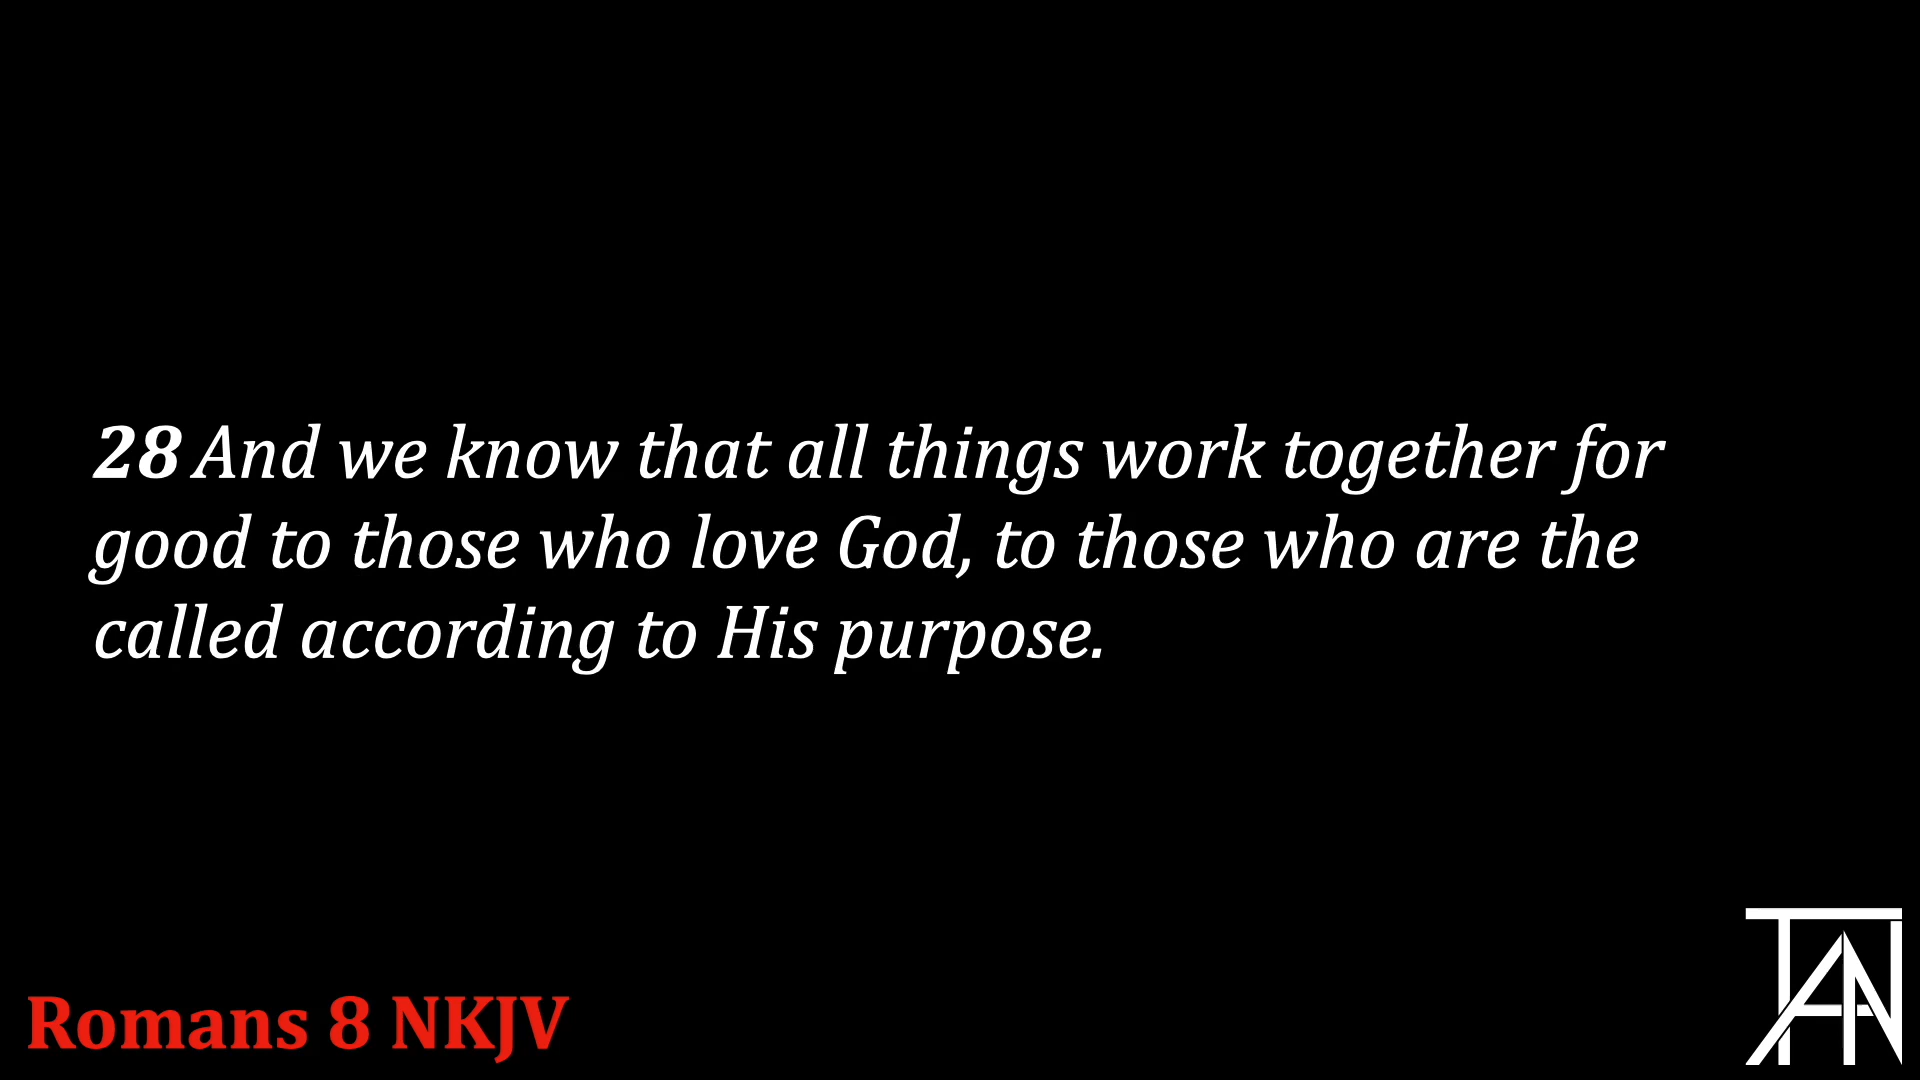 28 And we know that all things work together for
good to those who love God, to those who are the
called according to His purpose.
Romans 8 NKJV
TAN